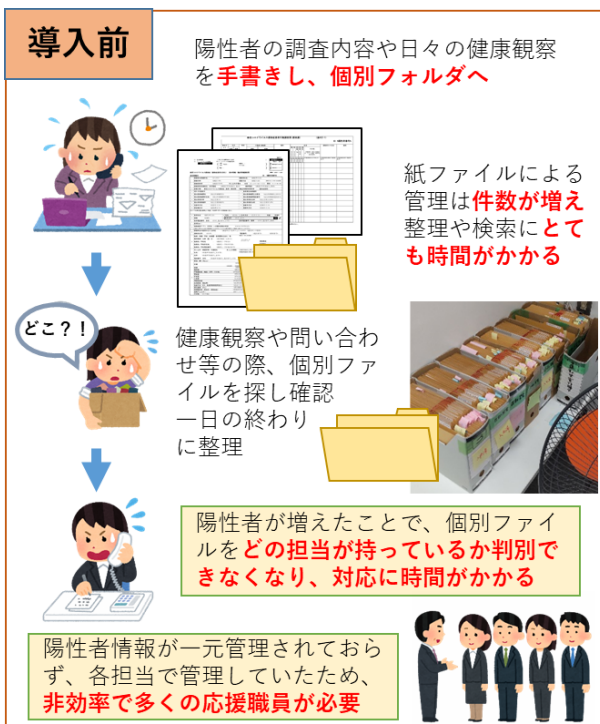 導入前
陽性者の調査内容や日々の健康観察
を手書きし、個別フォルダへ
紙ファイルによる
管理は件数が増え
整理や検索にとて
も時間がかかる
どこ？！
健康観察や問い合わ
せ等の際、個別ファ
イルを探し確認
一日の終わり
に整理
陽性者が増えたことで、個別ファイ
ルをどの担当が持っているか判別で
きなくなり、対応に時間がかかる
陽性者情報が一元管理されておら
ず、各担当で管理していたため、
非効率で多くの応援職員が必要